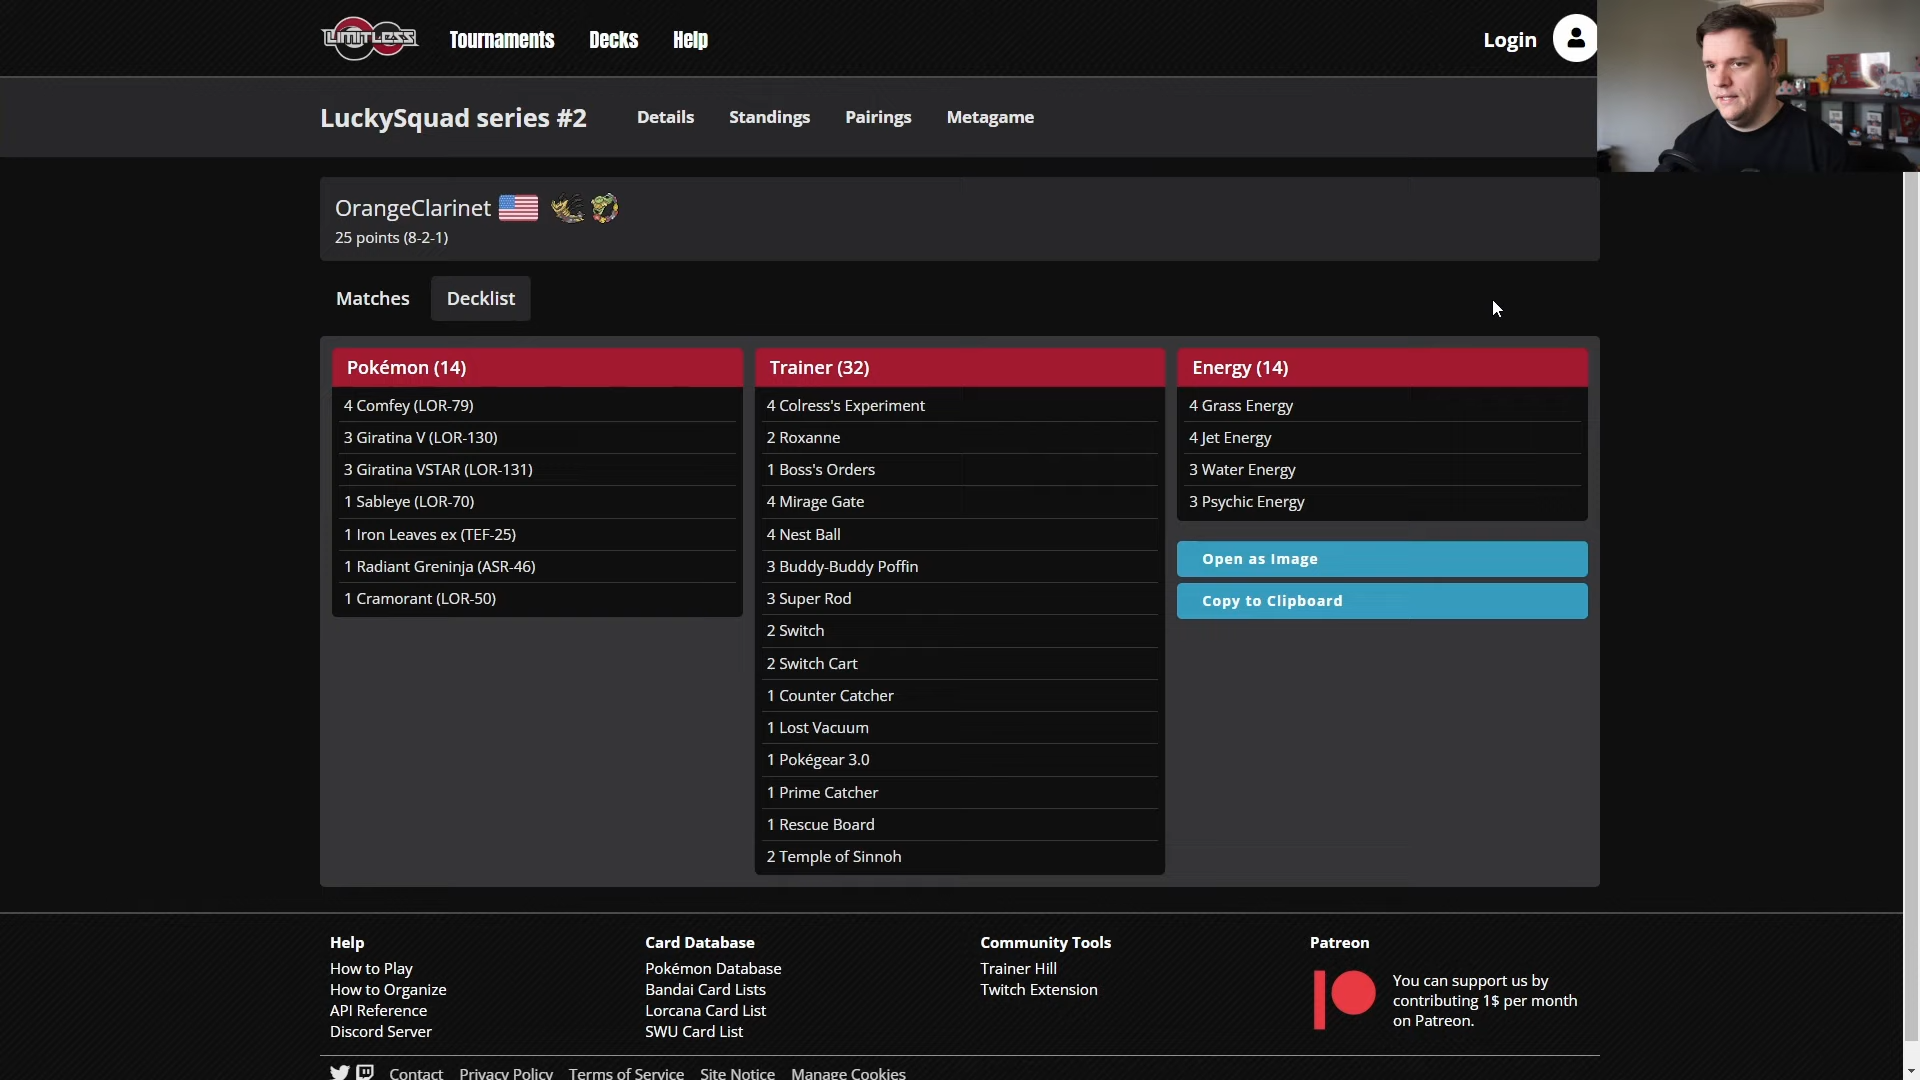 LIMITLESS
Tournaments
Decks
Help
Login
LuckySquad series #2
Details
Standings
Pairings
Metagame
OrangeClarinet
25 points (8-2-1)
Matches
Decklist
Pokémon (14)
4 Comfey (LOR-79)
3 Giratina V (LOR-130)
3 Giratina VSTAR (LOR-131)
1 Sableye (LOR-70)
1 Iron Leaves ex (TEF-25)
1 Radiant Greninja (ASR-46)
1 Cramorant (LOR-50)
Trainer (32)
4 Colress's Experiment
2 Roxanne
1 Boss's Orders
4 Mirage Gate
4 Nest Ball
3 Buddy-Buddy Poffin
3 Super Rod
2 Switch
2 Switch Cart
1 Counter Catcher
1 Lost Vacuum
1 Pokégear 3.0
1 Prime Catcher
1 Rescue Board
2 Temple of Sinnoh
Energy (14)
4 Grass Energy
4 Jet Energy
3 Water Energy
3 Psychic Energy
Open as Image
Copy to Clipboard
Help
How to Play
How to Organize
API Reference
Discord Server
Card Database
Pokémon Database
Bandai Card Lists
Lorcana Card List
SWU Card List
Community Tools
Trainer Hill
Twitch Extension
Patreon
You can support us by
contributing 1$ per month
on Patreon.
Contact
Privacy Policy
Terms of Service
Site Notice
Manage Cookies